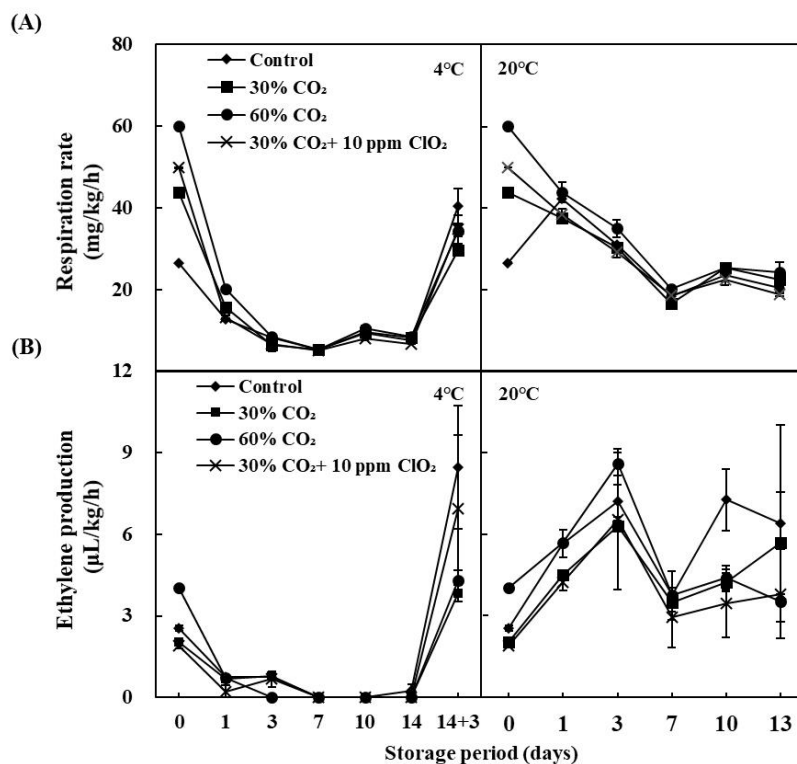 (A)
80
60
40
20
Respiration rate
(mg/kg/h)
Control
30% CO₂
60% CO₂
30% CO₂+ 10 ppm ClO₂
4°C
20°C
(B)
12
9
6
3
0
Ethylene production
(µL/kg/h)
Control
30% CO₂
60% CO₂
30% CO₂+ 10 ppm ClO₂
4°C
20°C
0 1 3 7 10 14 14+3
0 1 3 7 10 13
Storage period (days)